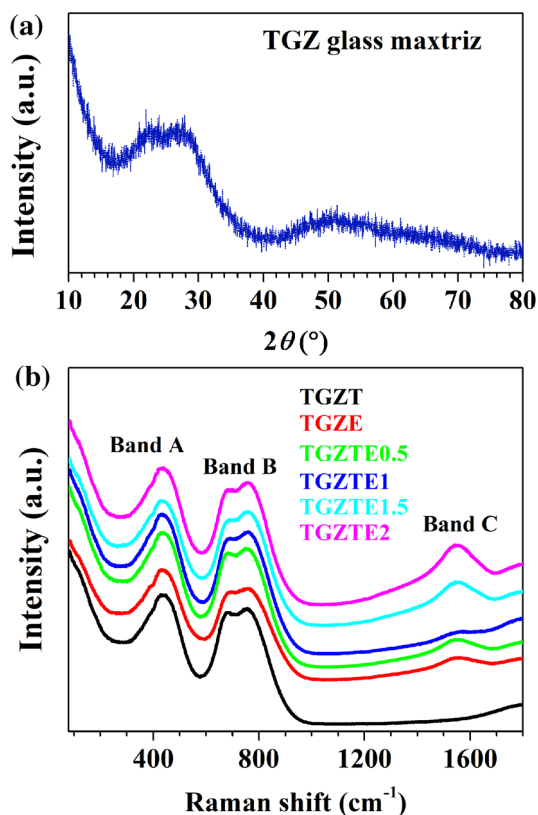 (a)
TGZ glass maxtriz
Intensity (a.u.)
10 20 30 40 50 60 70 80
2θ (°)
(b)
TGZT
TGZE
TGZTE0.5
TGZTE1
TGZTE1.5
TGZTE2
Band A
Band B
Band C
Intensity (a.u.)
400 800 1200 1600
Raman shift (cm⁻¹)